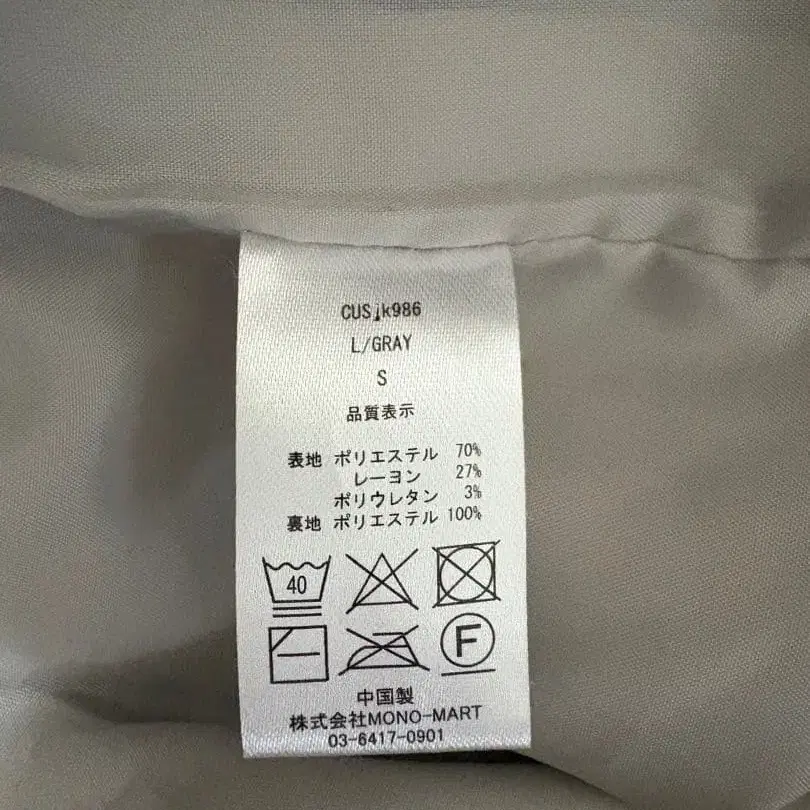 CUSjk986
L/GRAY
S
品質表示
表地 ポリエステル 70%
レーヨン 27%
ポリウレタン 3%
裏地 ポリエステル 100%
40
F
中国製
株式会社MONO-MART
03-6417-0901